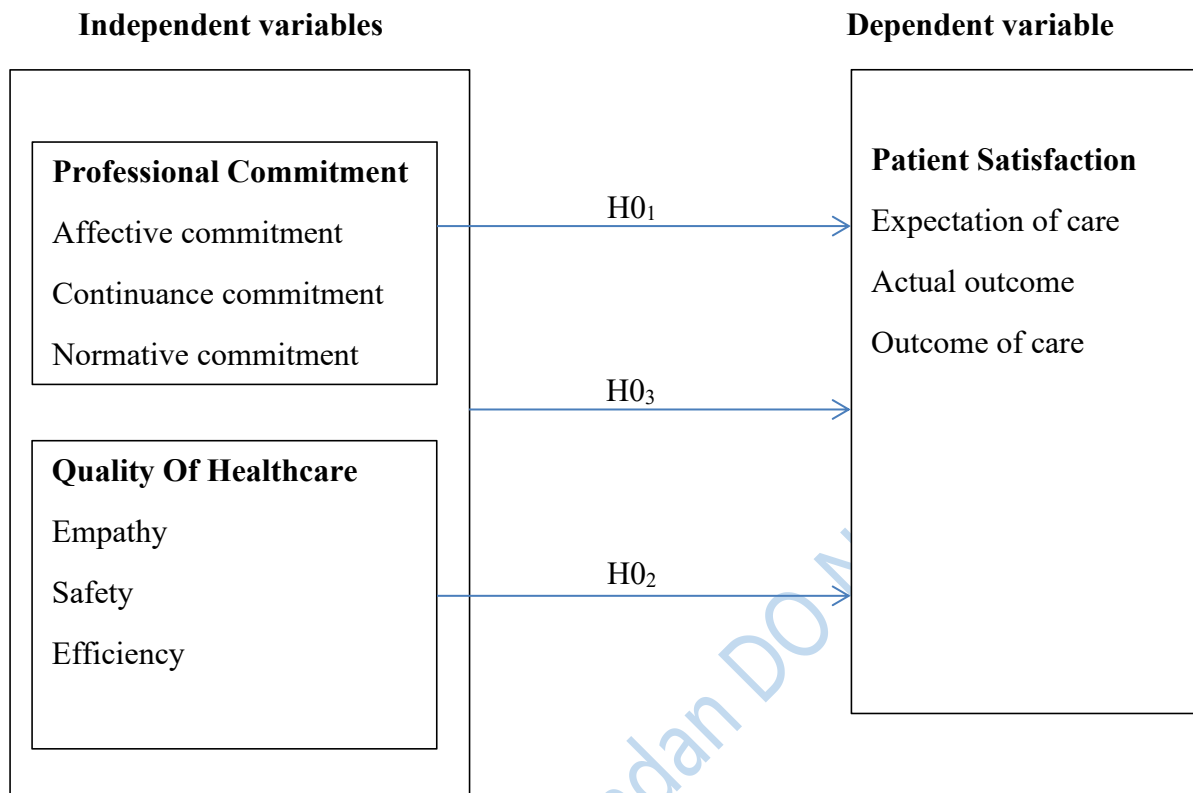 Independent variables
Dependent variable
Professional Commitment
Affective commitment
Continuance commitment
Normative commitment
H0₁
Patient Satisfaction
Expectation of care
Actual outcome
Outcome of care
H0₃
Quality Of Healthcare
Empathy
Safety
Efficiency
H0₂
DO